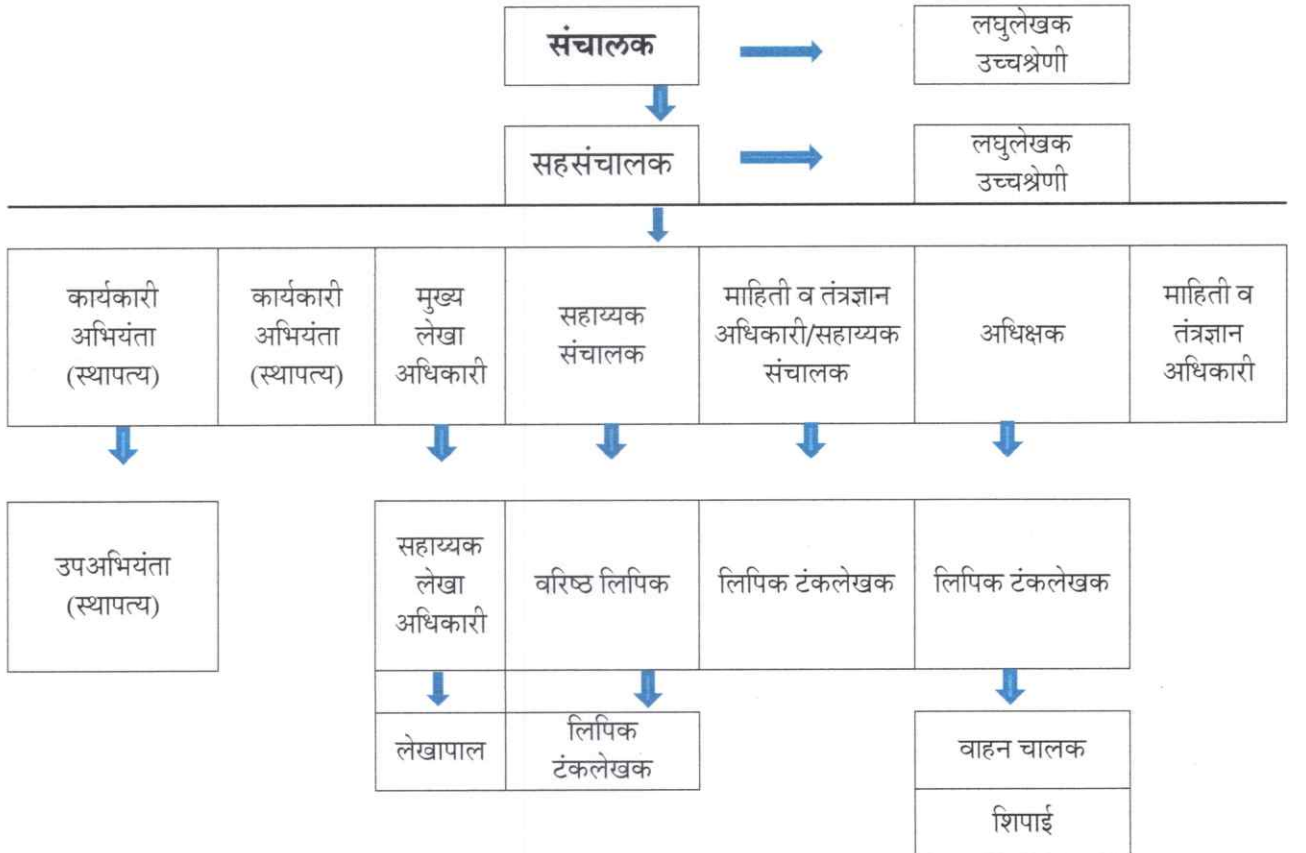 संचालक
लघुलेखक
उच्चश्रेणी
सहसंचालक
लघुलेखक
उच्चश्रेणी
कार्यकारी
अभियंता
(स्थापत्य)
कार्यकारी
अभियंता
(स्थापत्य)
मुख्य
लेखा
अधिकारी
सहाय्यक
संचालक
माहिती व तंत्रज्ञान
अधिकारी/सहाय्यक
संचालक
अधिक्षक
माहिती व
तंत्रज्ञान
अधिकारी
उपअभियंता
(स्थापत्य)
सहाय्यक
लेखा
अधिकारी
वरिष्ठ लिपिक
लिपिक टंकलेखक
लिपिक टंकलेखक
लेखापाल
लिपिक
टंकलेखक
वाहन चालक
शिपाई